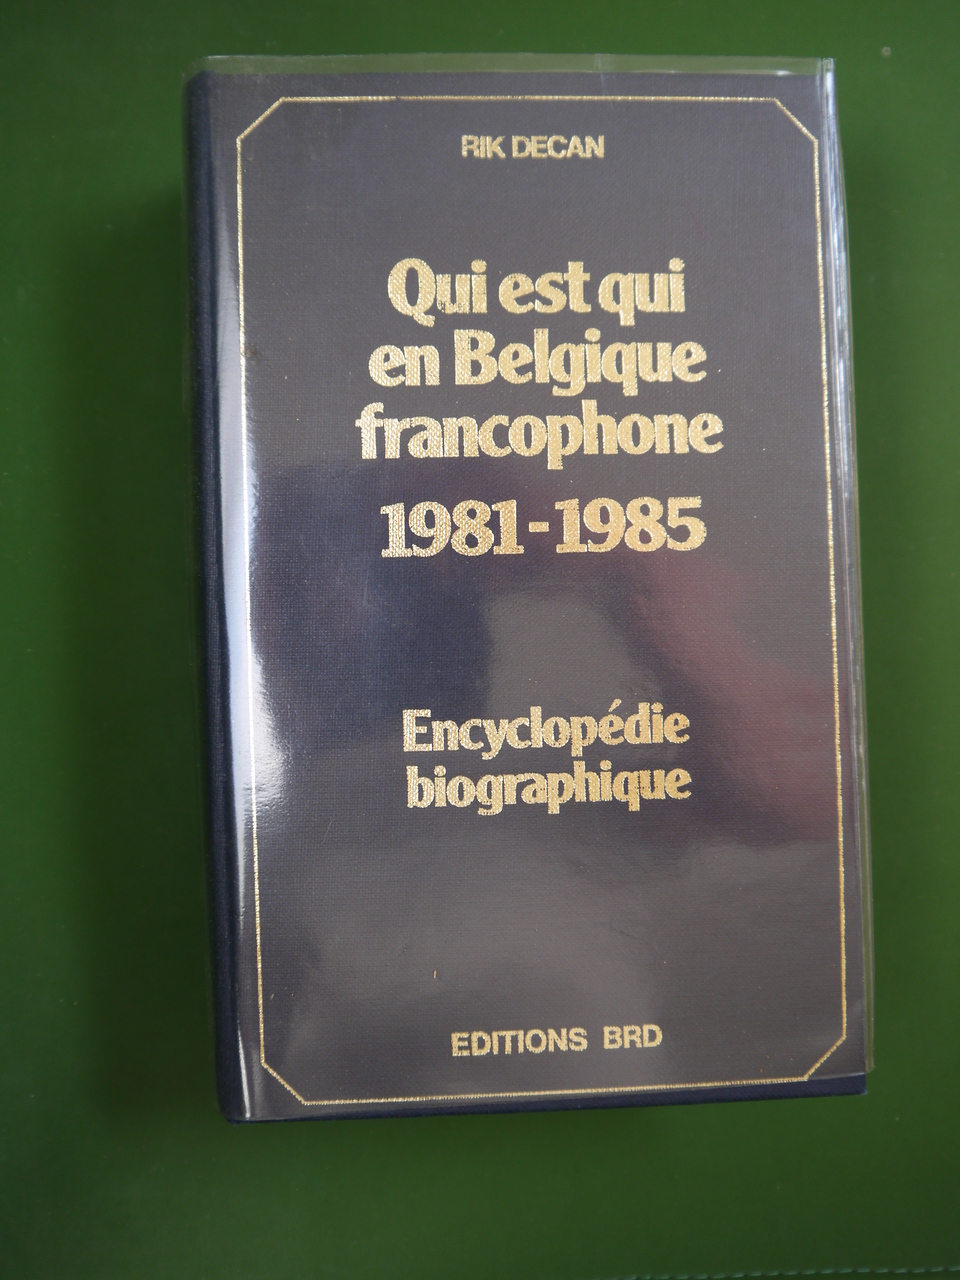 RIK DECAN
Qui est qui
en Belgique
francophone
1981-1985
Encyclopédie
biographique
EDITIONS BRD